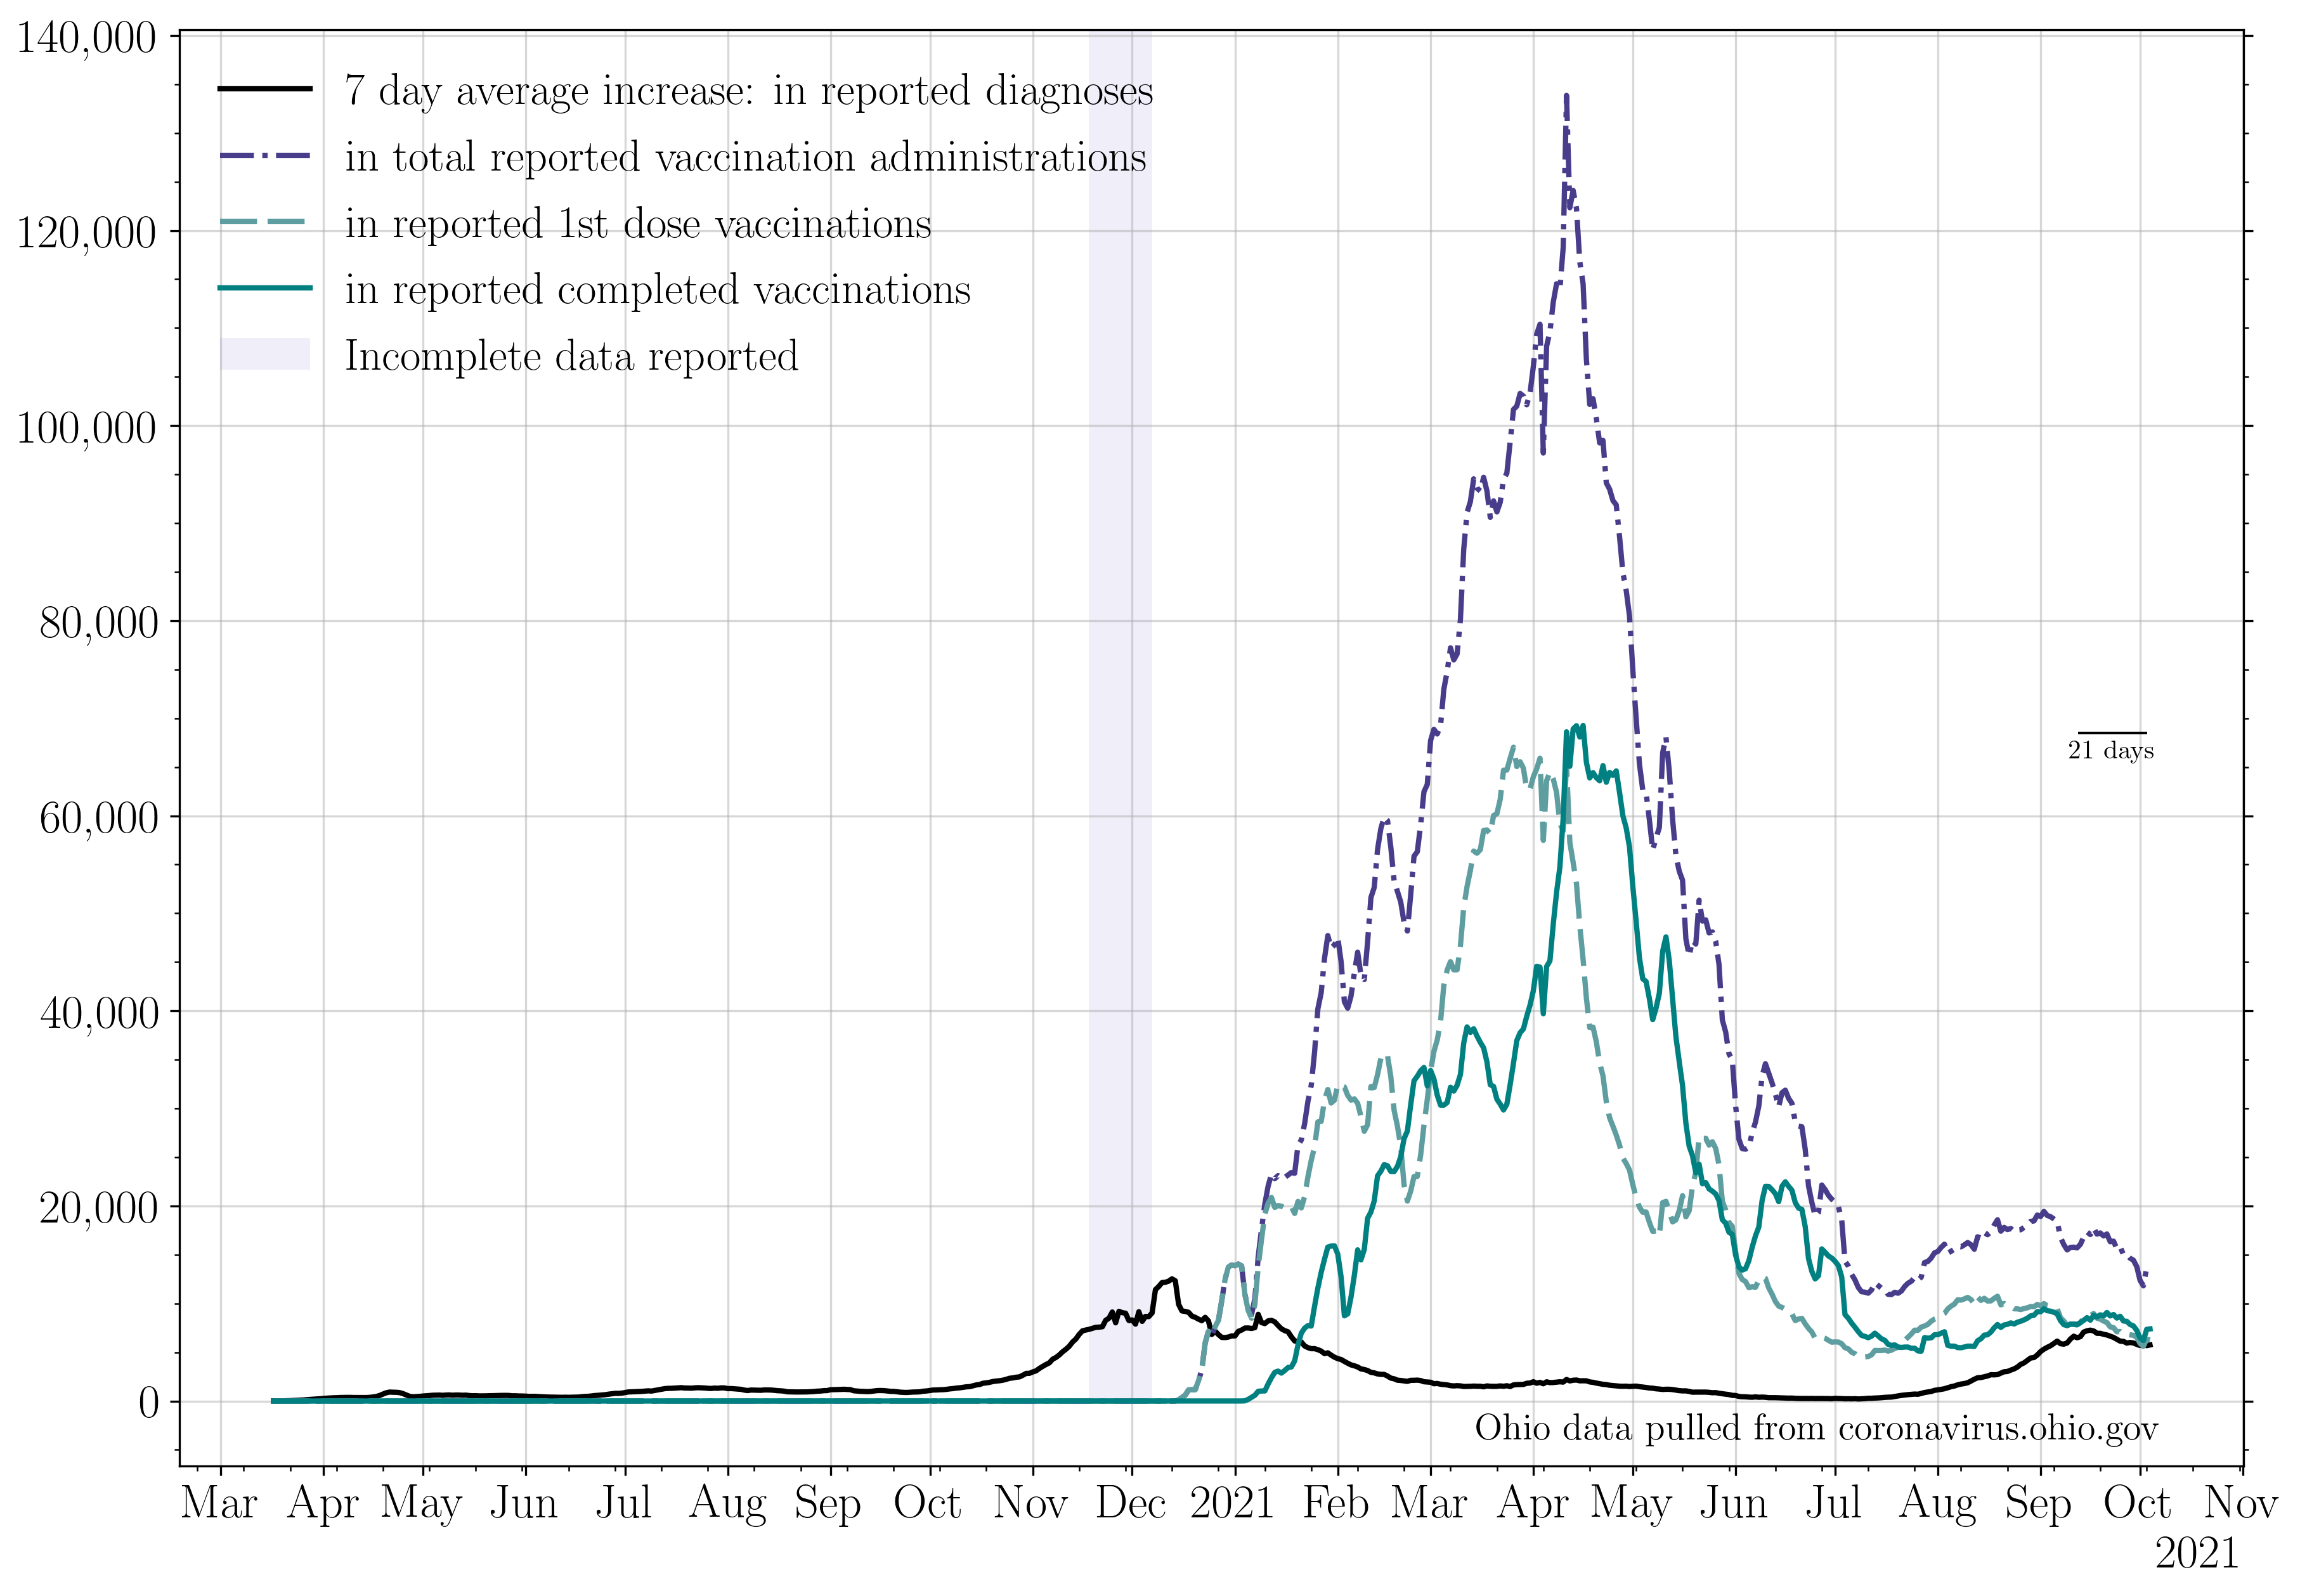 140,000
120,000
100,000
80,000
60,000
40,000
20,000
0
7 day average increase: in reported diagnoses
in total reported vaccination administrations
in reported 1st dose vaccinations
in reported completed vaccinations
Incomplete data reported
21 days
Ohio data pulled from coronavirus.ohio.gov
Mar Apr May Jun Jul Aug Sep Oct Nov Dec 2021 Feb Mar Apr May Jun Jul Aug Sep Oct Nov
2021